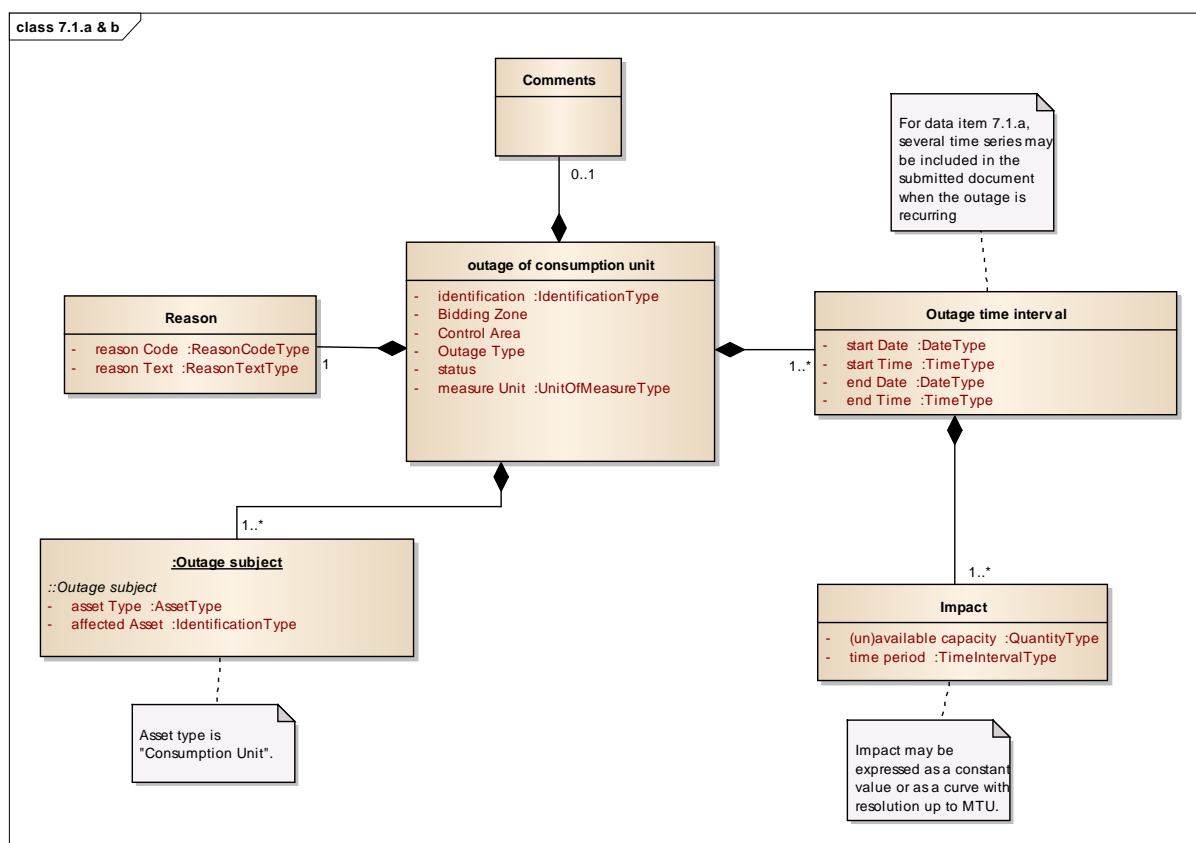 class 7.1.a & b
Comments
0..1
For data item 7.1.a,
several time series may
be included in the
submitted document
when the outage is
recurring
outage of consumption unit
- identification :IdentificationType
- Bidding Zone
- Control Area
- Outage Type
- status
- measure Unit :UnitOfMeasureType
Reason
- reason Code :ReasonCodeType
- reason Text :ReasonTextType
1
Outage time interval
- start Date :DateType
- start Time :TimeType
- end Date :DateType
- end Time :TimeType
1..*
1..*
:Outage subject
::Outage subject
- asset Type :AssetType
- affected Asset :IdentificationType
1..*
Impact
- (un)available capacity :QuantityType
- time period :TimeIntervalType
Asset type is
"Consumption Unit".
Impact may be
expressed as a constant
value or as a curve with
resolution up to MTU.